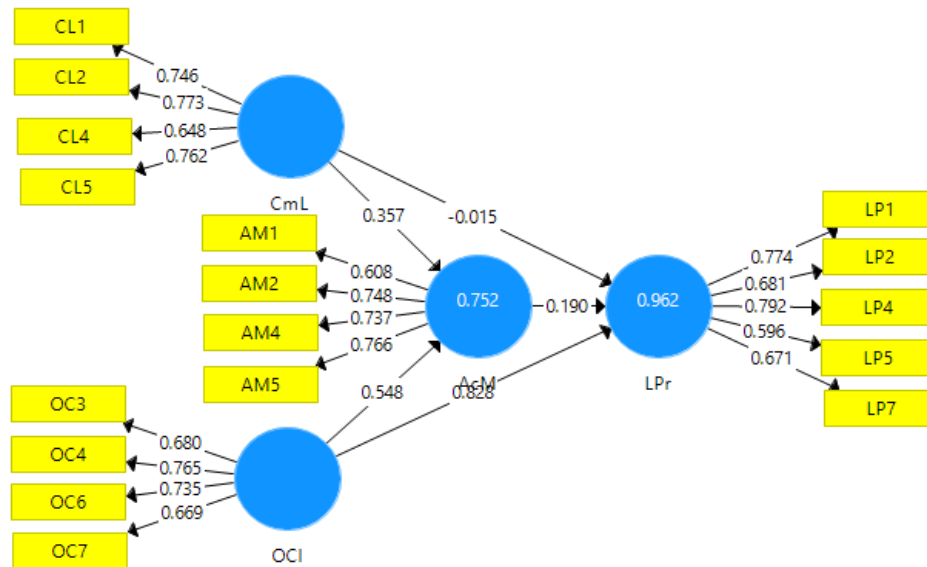 CL1
CL2
CL4
CL5
0.746
0.773
0.648
0.762
CmL
0.357
-0.015
AM1
AM2
AM4
AM5
0.608
0.748
0.737
0.766
0.752
AcM
0.190
0.962
LPr
0.548
0.828
LP1
LP2
LP4
LP5
LP7
0.774
0.681
0.792
0.596
0.671
OC3
OC4
OC6
OC7
0.680
0.765
0.735
0.669
OCl